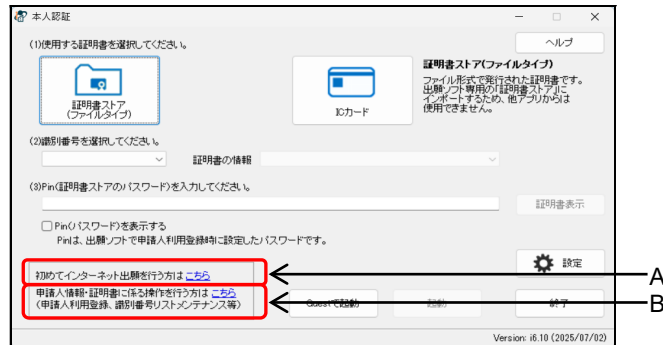 本人認証
(1)使用する証明書を選択してください。
ヘルプ
証明書ストア
(ファイルタイプ)
ICカード
証明書ストア(ファイルタイプ)
ファイル形式で発行された証明書です。
出願ソフト専用の「証明書ストア」に
インポートするため、他アプリからは
使用できません。
(2)識別番号を選択してください。
証明書の情報
(3)Pin(証明書ストアのパスワード)を入力してください。
証明書表示
Pin(パスワード)を表示する
Pinは、出願ソフトで申請人利用登録時に設定したパスワードです。
設定
初めてインターネット出願を行う方は こちら
A
申請人情報・証明書に係る操作を行う方は こちら
(申請人利用登録、識別番号リストメンテナンス等)
Guestで起動
起動
終了
B
Version: i6.10 (2025/07/02)